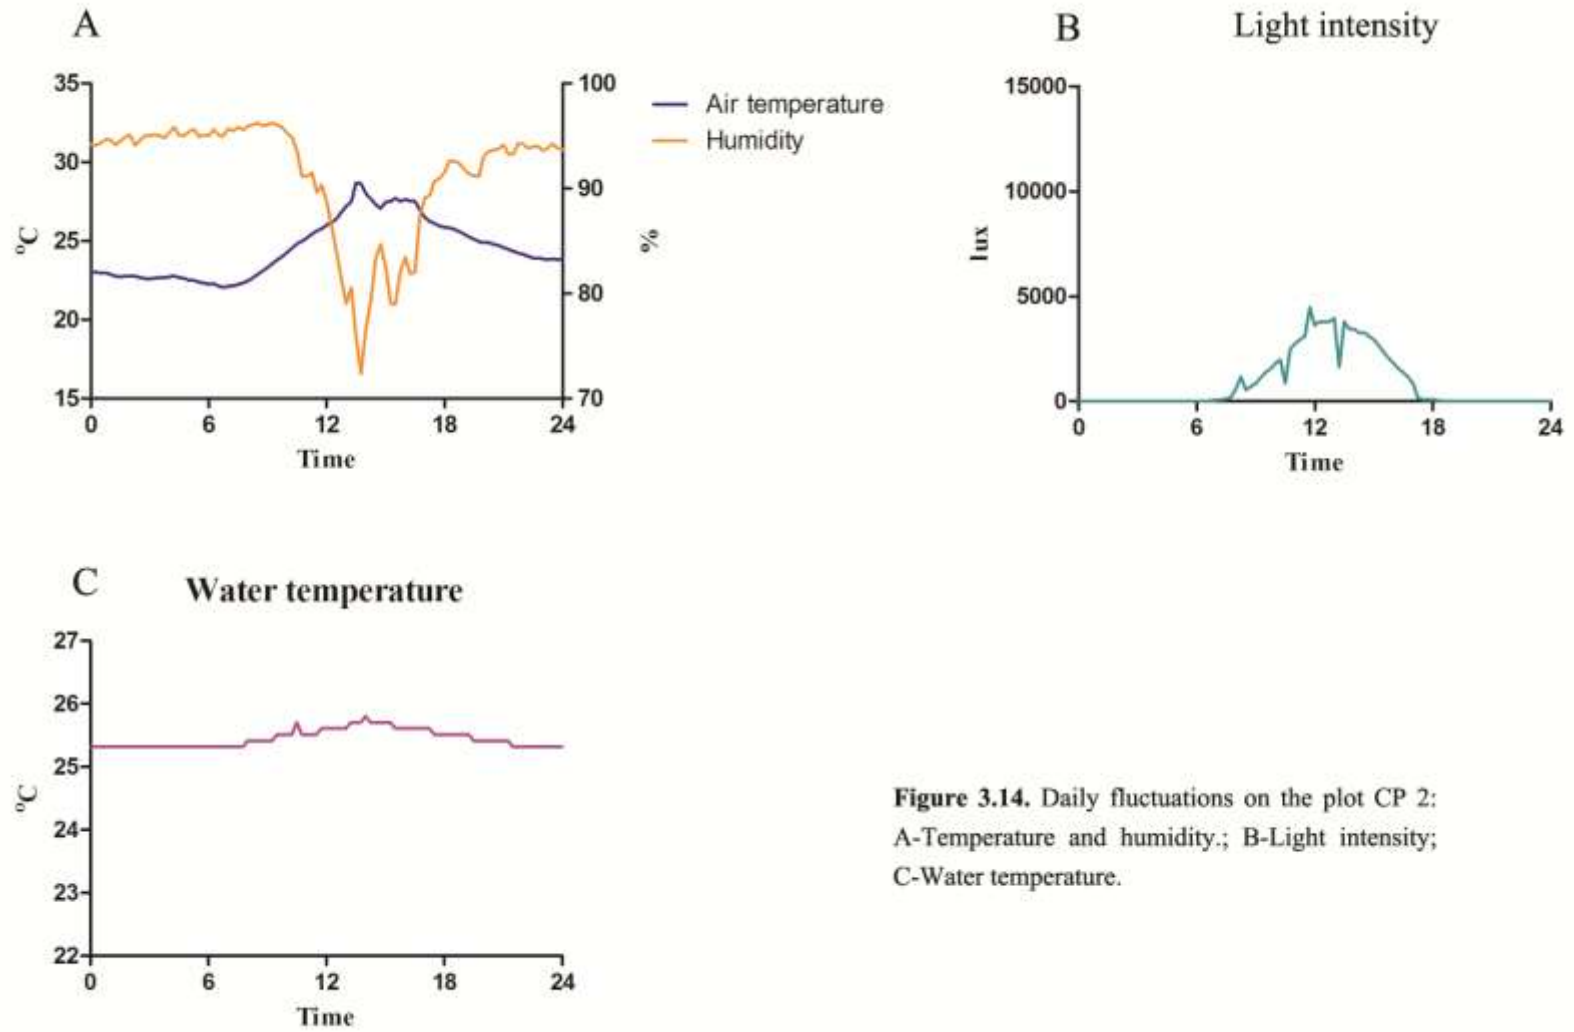 A
35
30
25
20
15
ºC
100
90
80
70
%
0 6 12 18 24
Time
Air temperature
Humidity
B
Light intensity
15000
10000
5000
0
lux
0 6 12 18 24
Time
C
Water temperature
27
26
25
24
23
22
ºC
0 6 12 18 24
Time
Figure 3.14. Daily fluctuations on the plot CP 2:
A-Temperature and humidity.; B-Light intensity;
C-Water temperature.